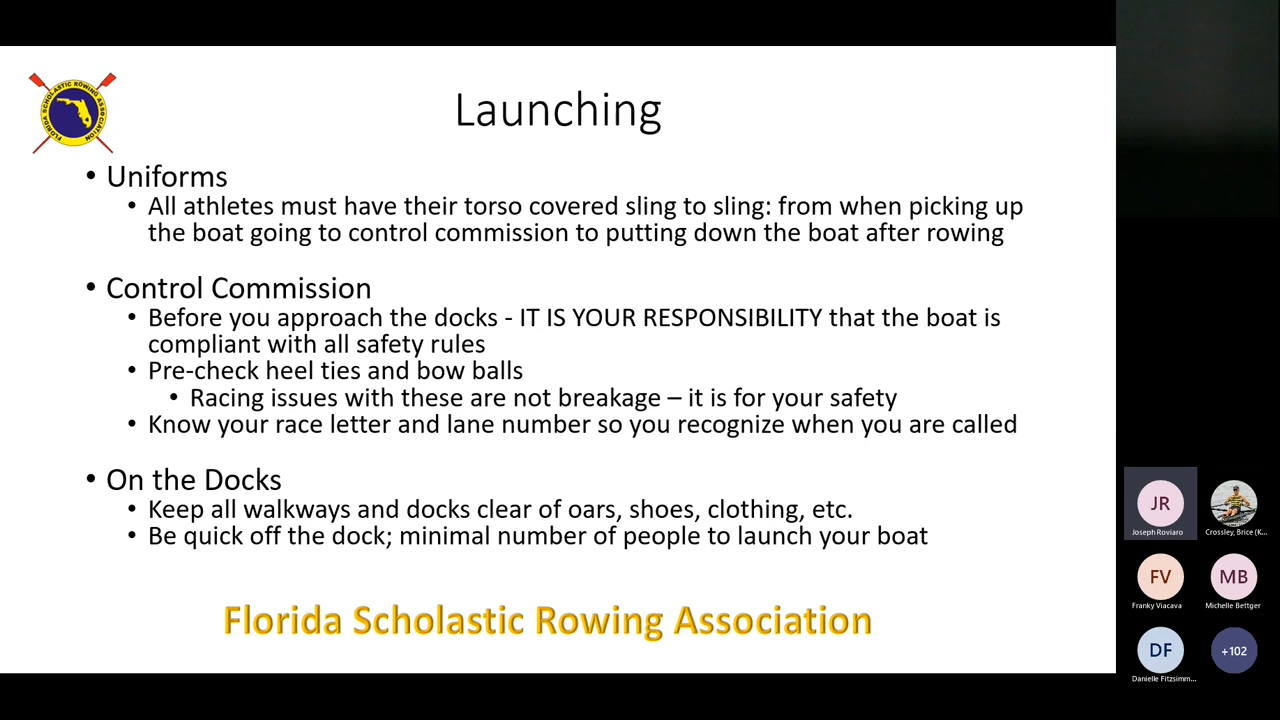 FLORIDA SCHOLASTIC ROWING ASSOCIATION
Launching
• Uniforms
• All athletes must have their torso covered sling to sling: from when picking up
the boat going to control commission to putting down the boat after rowing
• Control Commission
• Before you approach the docks - IT IS YOUR RESPONSIBILITY that the boat is
compliant with all safety rules
• Pre-check heel ties and bow balls
• Racing issues with these are not breakage – it is for your safety
• Know your race letter and lane number so you recognize when you are called
• On the Docks
• Keep all walkways and docks clear of oars, shoes, clothing, etc.
• Be quick off the dock; minimal number of people to launch your boat
Florida Scholastic Rowing Association
JR
Joseph Roviaro
Crossley, Brice (K...
FV
Franky Viacava
MB
Michelle Bettger
DF
Danielle Fitzsimm...
+102